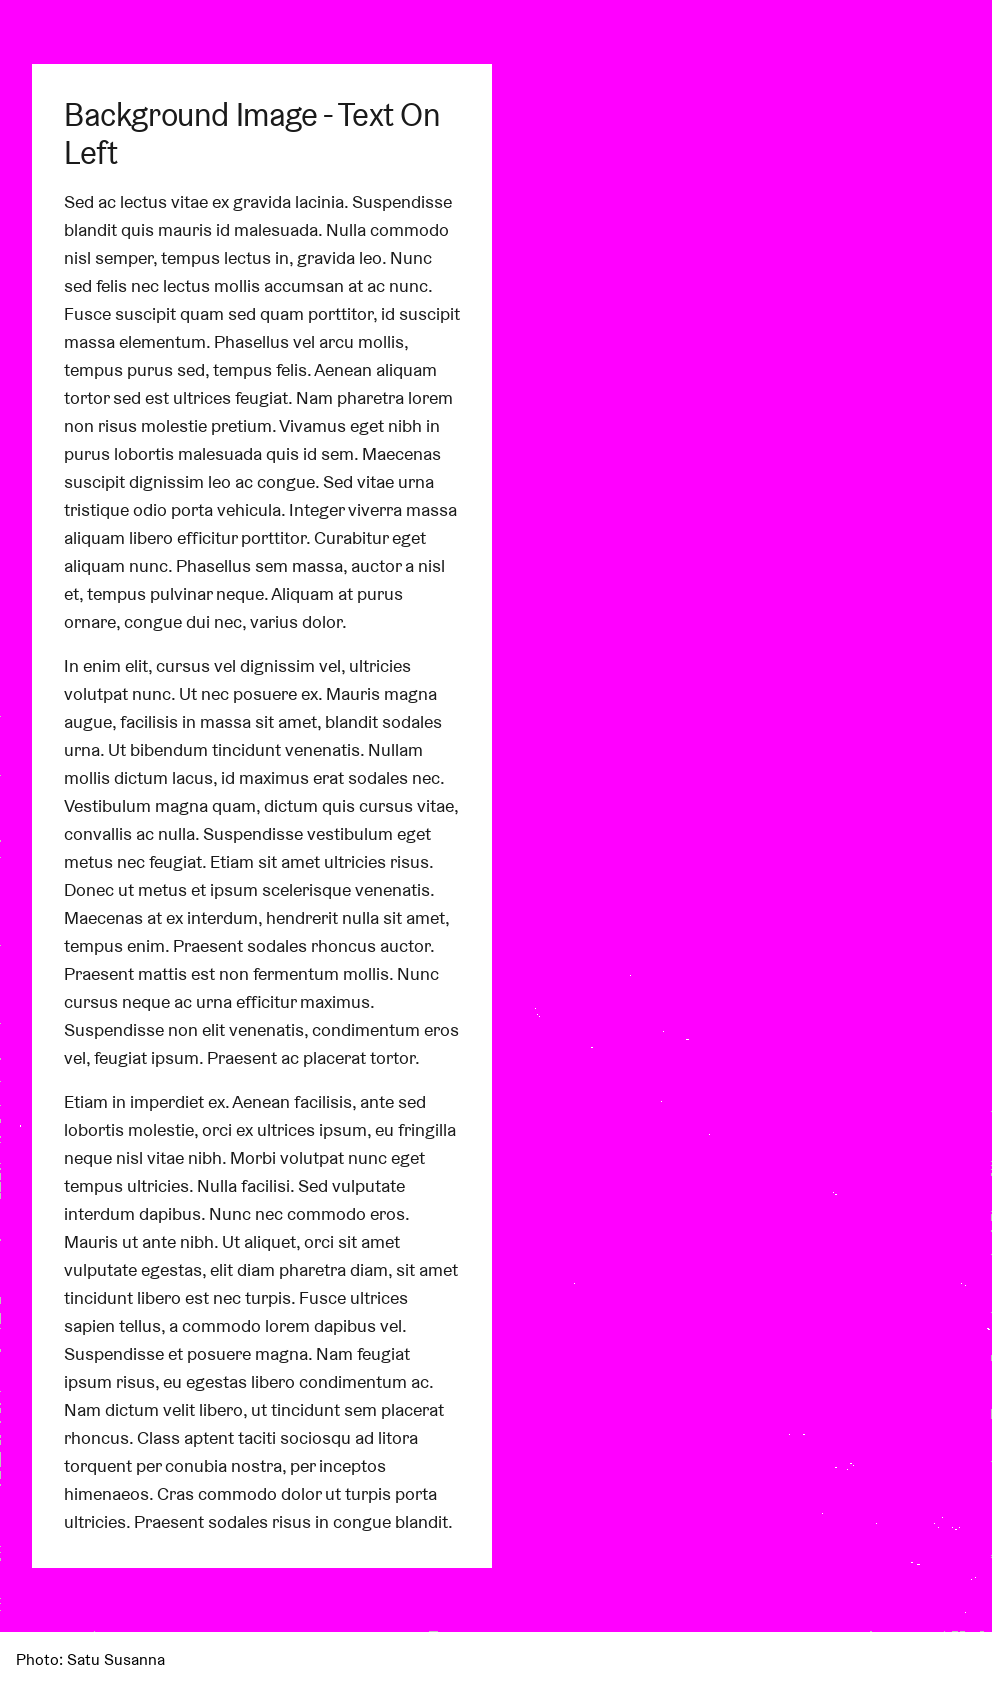 Background Image - Text On
Left
Sed ac lectus vitae ex gravida lacinia. Suspendisse
blandit quis mauris id malesuada. Nulla commodo
nisl semper, tempus lectus in, gravida leo. Nunc
sed felis nec lectus mollis accumsan at ac nunc.
Fusce suscipit quam sed quam porttitor, id suscipit
massa elementum. Phasellus vel arcu mollis,
tempus purus sed, tempus felis. Aenean aliquam
tortor sed est ultrices feugiat. Nam pharetra lorem
non risus molestie pretium. Vivamus eget nibh in
purus lobortis malesuada quis id sem. Maecenas
suscipit dignissim leo ac congue. Sed vitae urna
tristique odio porta vehicula. Integer viverra massa
aliquam libero efficitur porttitor. Curabitur eget
aliquam nunc. Phasellus sem massa, auctor a nisl
et, tempus pulvinar neque. Aliquam at purus
ornare, congue dui nec, varius dolor.
In enim elit, cursus vel dignissim vel, ultricies
volutpat nunc. Ut nec posuere ex. Mauris magna
augue, facilisis in massa sit amet, blandit sodales
urna. Ut bibendum tincidunt venenatis. Nullam
mollis dictum lacus, id maximus erat sodales nec.
Vestibulum magna quam, dictum quis cursus vitae,
convallis ac nulla. Suspendisse vestibulum eget
metus nec feugiat. Etiam sit amet ultricies risus.
Donec ut metus et ipsum scelerisque venenatis.
Maecenas at ex interdum, hendrerit nulla sit amet,
tempus enim. Praesent sodales rhoncus auctor.
Praesent mattis est non fermentum mollis. Nunc
cursus neque ac urna efficitur maximus.
Suspendisse non elit venenatis, condimentum eros
vel, feugiat ipsum. Praesent ac placerat tortor.
Etiam in imperdiet ex. Aenean facilisis, ante sed
lobortis molestie, orci ex ultrices ipsum, eu fringilla
neque nisl vitae nibh. Morbi volutpat nunc eget
tempus ultricies. Nulla facilisi. Sed vulputate
interdum dapibus. Nunc nec commodo eros.
Mauris ut ante nibh. Ut aliquet, orci sit amet
vulputate egestas, elit diam pharetra diam, sit amet
tincidunt libero est nec turpis. Fusce ultrices
sapien tellus, a commodo lorem dapibus vel.
Suspendisse et posuere magna. Nam feugiat
ipsum risus, eu egestas libero condimentum ac.
Nam dictum velit libero, ut tincidunt sem placerat
rhoncus. Class aptent taciti sociosqu ad litora
torquent per conubia nostra, per inceptos
himenaeos. Cras commodo dolor ut turpis porta
ultricies. Praesent sodales risus in congue blandit.
Photo: Satu Susanna